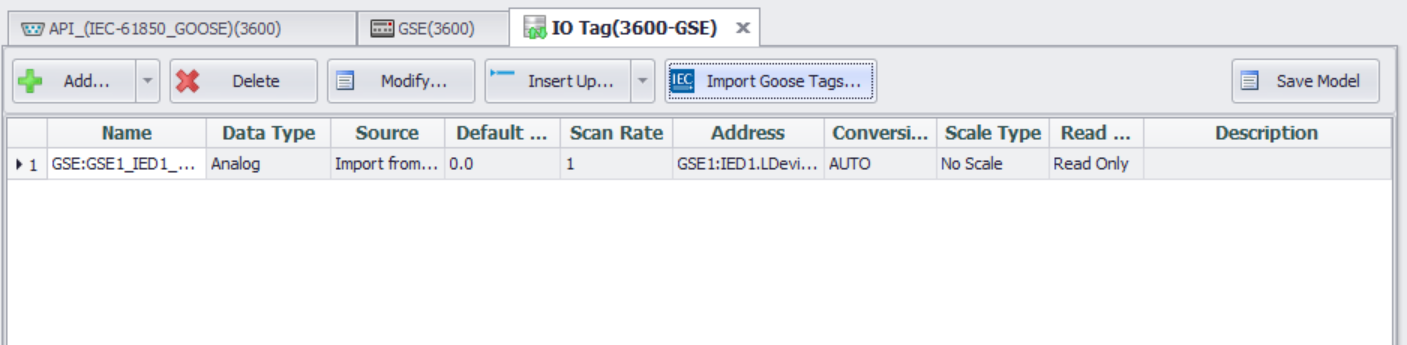 API_(IEC-61850_GOOSE)(3600) GSE(3600) IO Tag(3600-GSE) ×
Add... Delete Modify... Insert Up... IEC Import Goose Tags... Save Model
Name Data Type Source Default ... Scan Rate Address Conversi... Scale Type Read ... Description
1 GSE:GSE1_IED1_... Analog Import from... 0.0 1 GSE1:IED1.LDevi... AUTO No Scale Read Only